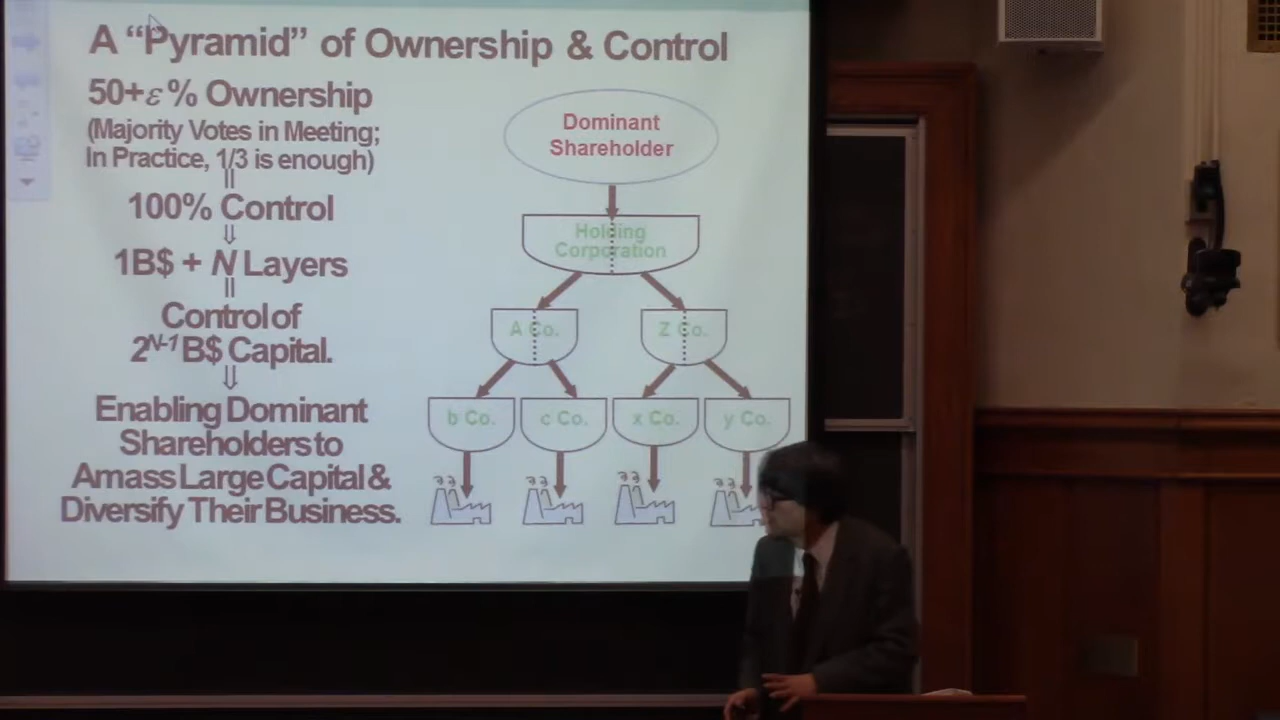 A “Pyramid” of Ownership & Control
50+ε% Ownership
(Majority Votes in Meeting;
In Practice, 1/3 is enough)
||
100% Control
⇓
1B$ + N Layers
||
Control of
2^N-1 B$ Capital.
⇓
Enabling Dominant
Shareholders to
Amass Large Capital &
Diversify Their Business.
Dominant
Shareholder
Holding
Corporation
A Co.
Z Co.
b Co.
c Co.
x Co.
y Co.